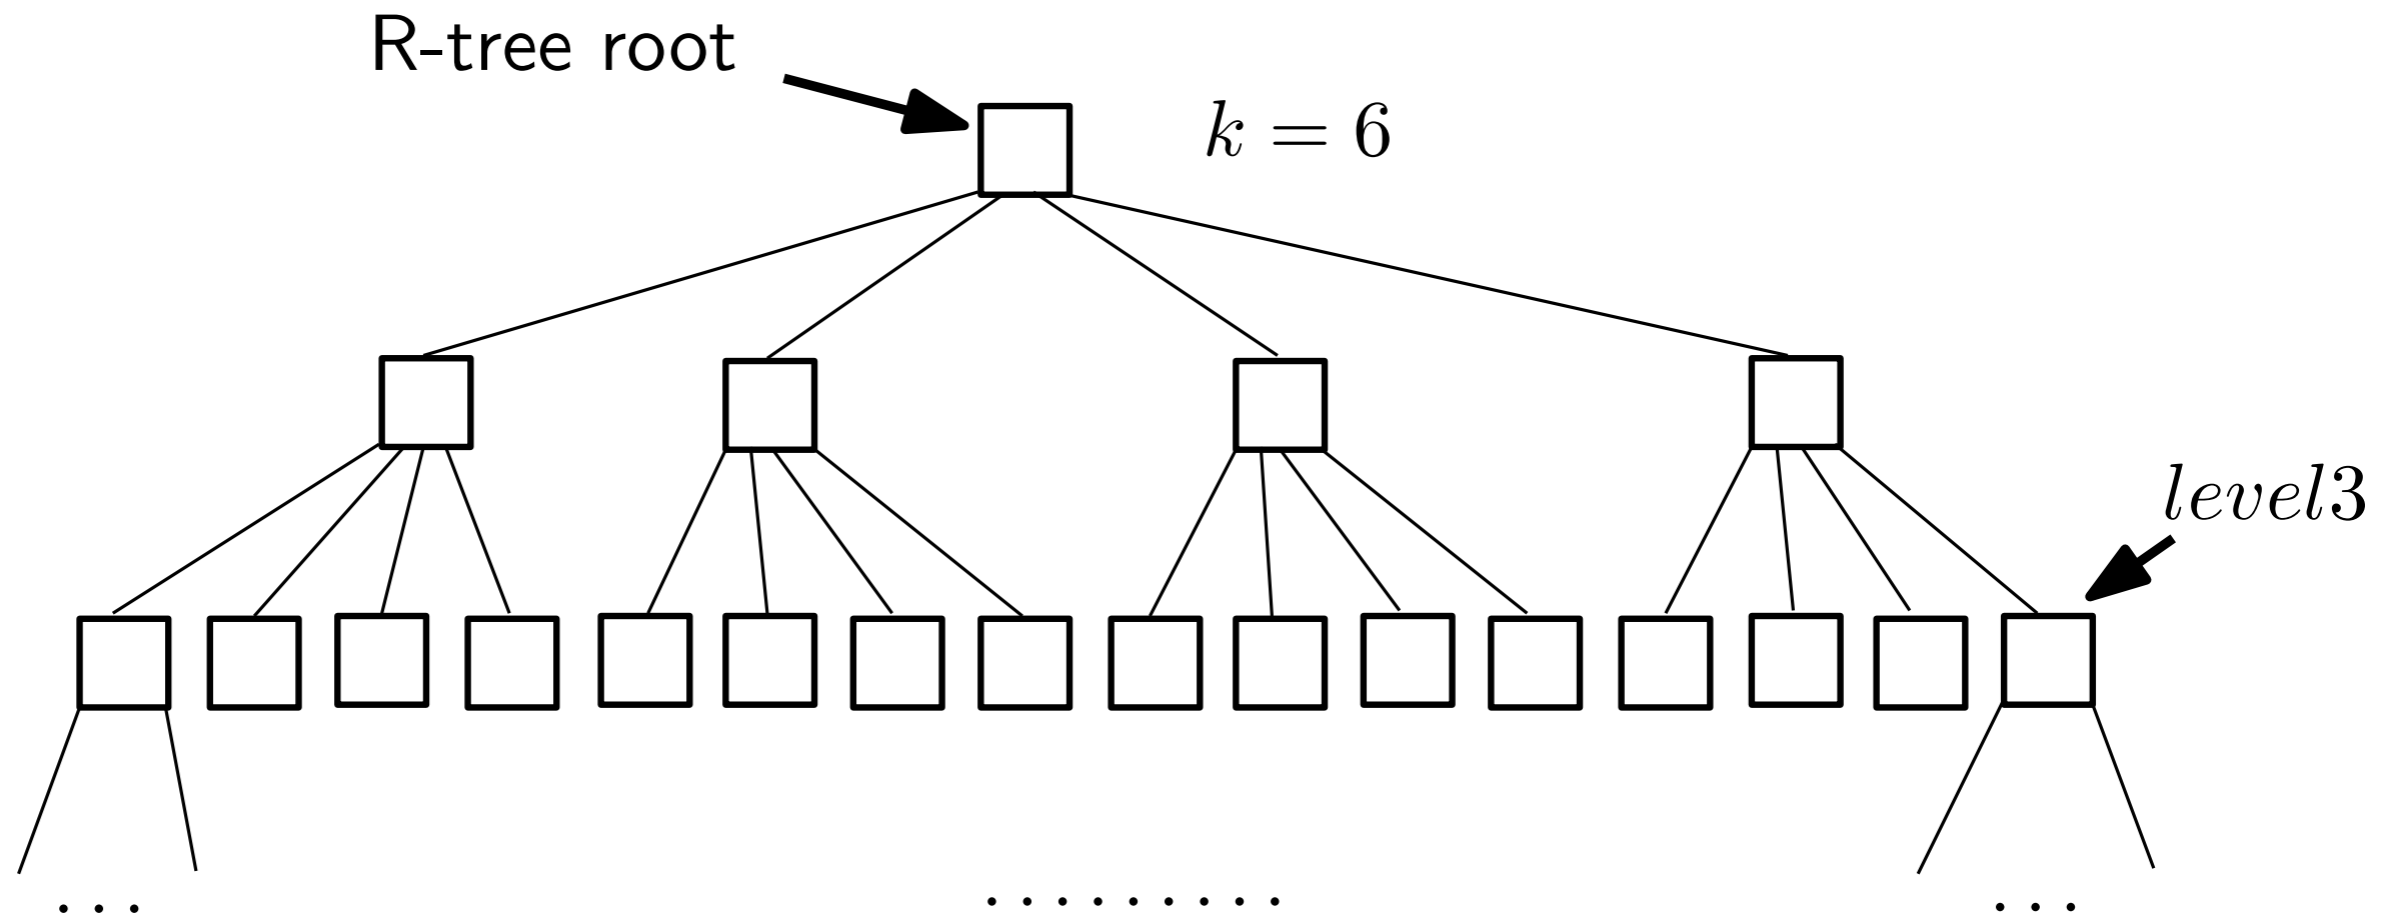 R-tree root
k = 6
level3
. . .
. . . . . . . . .
. . .